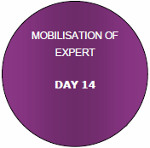 MOBILISATION OF
EXPERT
DAY 14